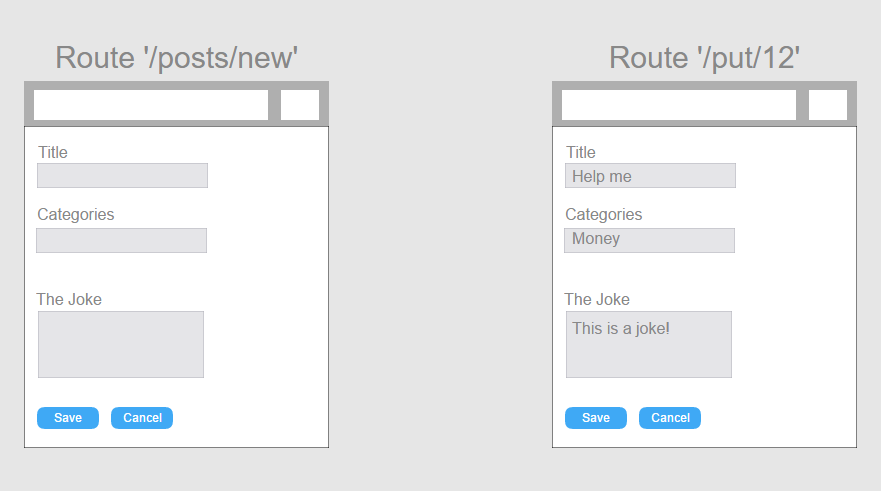 Route '/posts/new'
Title
Categories
The Joke
Save Cancel
Route '/put/12'
Title
Help me
Categories
Money
The Joke
This is a joke!
Save Cancel